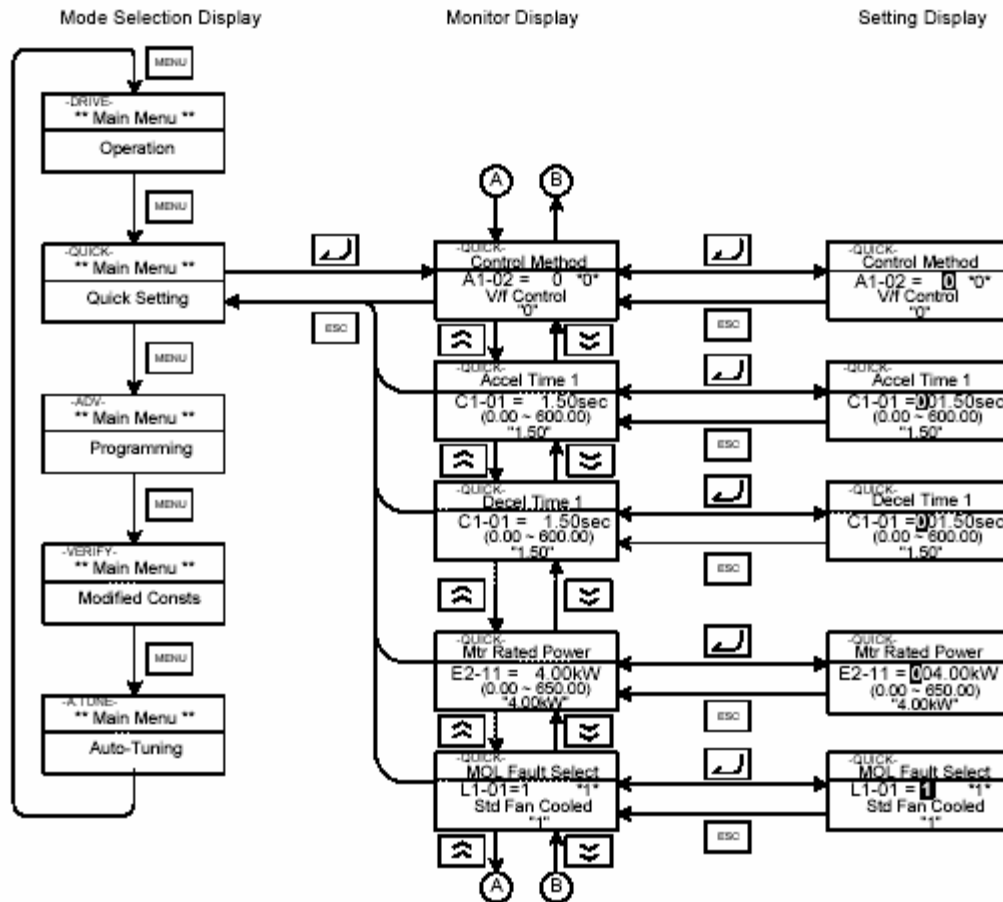 Mode Selection Display
Monitor Display
Setting Display
MENU
-DRIVE-
** Main Menu **
Operation
MENU
A
B
-QUICK-
** Main Menu **
Quick Setting
ESC
-QUICK-
Control Method
A1-02 = 0 *0*
V/f Control
"0"
ESC
-QUICK-
Control Method
A1-02 = 0 *0*
V/f Control
"0"
MENU
-QUICK-
Accel Time 1
C1-01 = 1.50sec
(0.00 ~ 600.00)
"1.50"
ESC
-QUICK-
Accel Time 1
C1-01 =001.50sec
(0.00 ~ 600.00)
"1.50"
-ADV-
** Main Menu **
Programming
MENU
-QUICK-
Decel Time 1
C1-01 = 1.50sec
(0.00 ~ 600.00)
"1.50"
ESC
-QUICK-
Decel Time 1
C1-01 =001.50sec
(0.00 ~ 600.00)
"1.50"
-VERIFY-
** Main Menu **
Modified Consts
MENU
-QUICK-
Mtr Rated Power
E2-11 = 4.00kW
(0.00 ~ 650.00)
"4.00kW"
ESC
-QUICK-
Mtr Rated Power
E2-11 =004.00kW
(0.00 ~ 650.00)
"4.00kW"
-A.TUNE-
** Main Menu **
Auto-Tuning
-QUICK-
MOL Fault Select
L1-01=1 *1*
Std Fan Cooled
"1"
ESC
-QUICK-
MOL Fault Select
L1-01 = 1 *1*
Std Fan Cooled
"1"
A
B